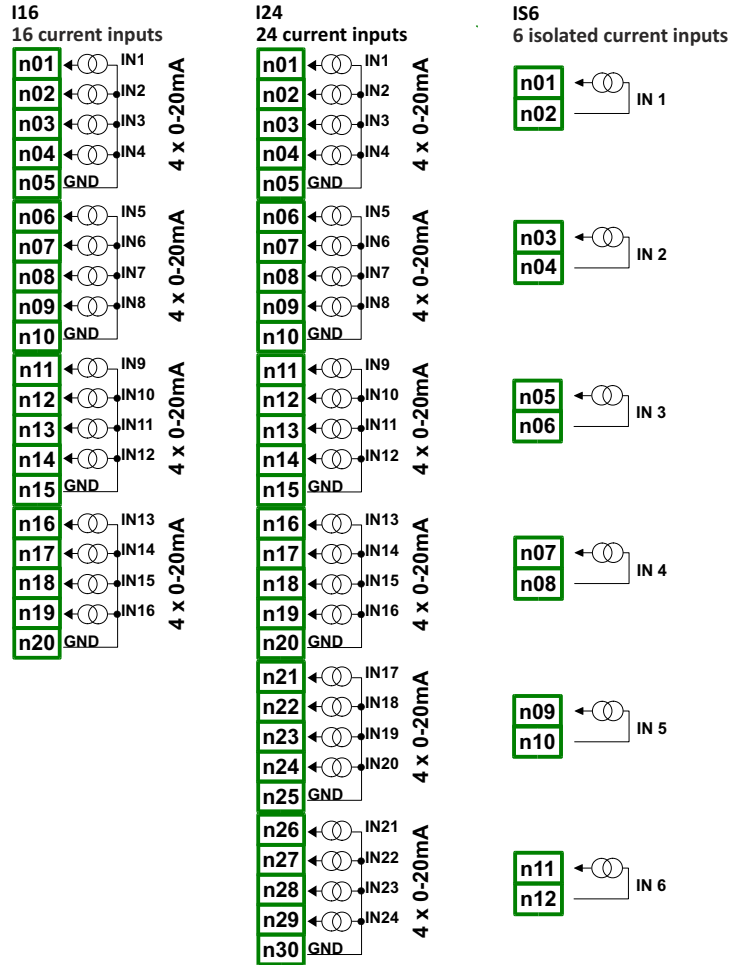 I16
16 current inputs
n01 IN1
n02 IN2
n03 IN3
n04 IN4
n05 GND
4 x 0-20mA
n06 IN5
n07 IN6
n08 IN7
n09 IN8
n10 GND
4 x 0-20mA
n11 IN9
n12 IN10
n13 IN11
n14 IN12
n15 GND
4 x 0-20mA
n16 IN13
n17 IN14
n18 IN15
n19 IN16
n20 GND
4 x 0-20mA
I24
24 current inputs
n01 IN1
n02 IN2
n03 IN3
n04 IN4
n05 GND
4 x 0-20mA
n06 IN5
n07 IN6
n08 IN7
n09 IN8
n10 GND
4 x 0-20mA
n11 IN9
n12 IN10
n13 IN11
n14 IN12
n15 GND
4 x 0-20mA
n16 IN13
n17 IN14
n18 IN15
n19 IN16
n20 GND
4 x 0-20mA
n21 IN17
n22 IN18
n23 IN19
n24 IN20
n25 GND
4 x 0-20mA
n26 IN21
n27 IN22
n28 IN23
n29 IN24
n30 GND
4 x 0-20mA
IS6
6 isolated current inputs
n01
n02
IN 1
n03
n04
IN 2
n05
n06
IN 3
n07
n08
IN 4
n09
n10
IN 5
n11
n12
IN 6